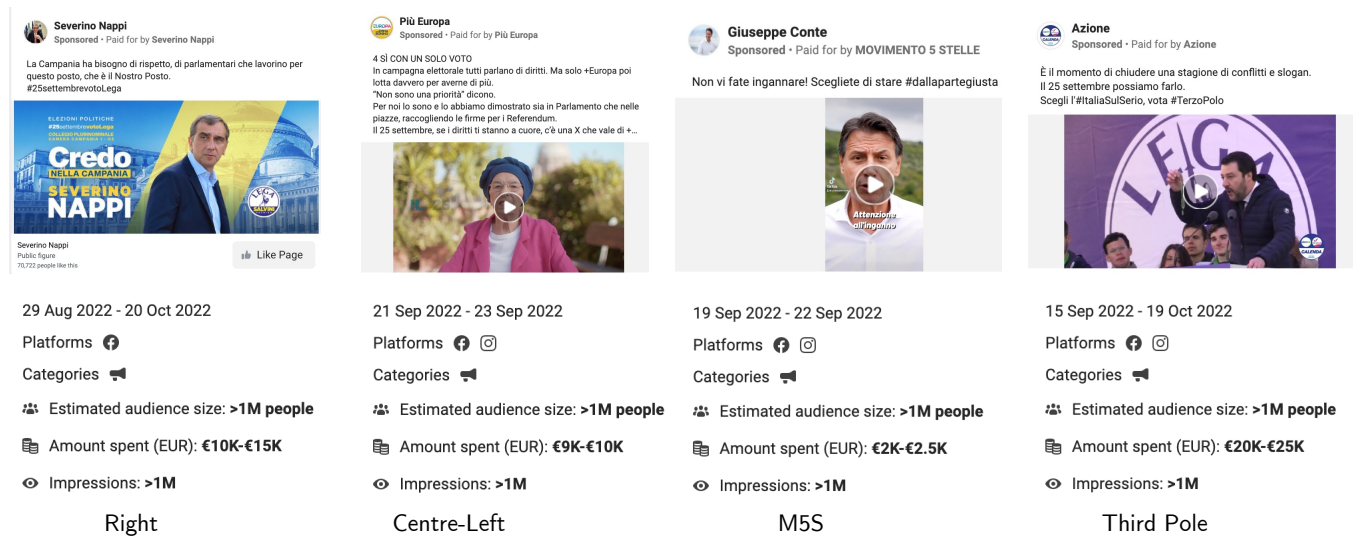 Severino Nappi
Sponsored • Paid for by Severino Nappi
La Campania ha bisogno di rispetto, di parlamentari che lavorino per
questo posto, che è il Nostro Posto.
#25settembrevotoLega
ELEZIONI POLITICHE
#25settembrevotoLega
COLLEGIO PLURINOMINALE
Credo
NELLA CAMPANIA
SEVERINO
NAPPI
LEGA
SALVINI
Severino Nappi
Public figure
70,722 people like this
Like Page
29 Aug 2022 - 20 Oct 2022
Platforms
Categories
Estimated audience size: >1M people
Amount spent (EUR): €10K-€15K
Impressions: >1M
Right
Più Europa
Sponsored • Paid for by Più Europa
4 SÌ CON UN SOLO VOTO
In campagna elettorale tutti parlano di diritti. Ma solo +Europa poi
lotta davvero per averne di più.
"Non sono una priorità" dicono.
Per noi lo sono e lo abbiamo dimostrato sia in Parlamento che nelle
piazze, raccogliendo le firme per i Referendum.
Il 25 settembre, se i diritti ti stanno a cuore, c'è una X che vale di +...
21 Sep 2022 - 23 Sep 2022
Platforms
Categories
Estimated audience size: >1M people
Amount spent (EUR): €9K-€10K
Impressions: >1M
Centre-Left
Giuseppe Conte
Sponsored • Paid for by MOVIMENTO 5 STELLE
Non vi fate ingannare! Scegliete di stare #dallapartegiusta
Attenzione
all'inganno
19 Sep 2022 - 22 Sep 2022
Platforms
Categories
Estimated audience size: >1M people
Amount spent (EUR): €2K-€2.5K
Impressions: >1M
M5S
Azione
Sponsored • Paid for by Azione
È il momento di chiudere una stagione di conflitti e slogan.
Il 25 settembre possiamo farlo.
Scegli l'#ItaliaSulSerio, vota #TerzoPolo
LEGA
CALENDA
15 Sep 2022 - 19 Oct 2022
Platforms
Categories
Estimated audience size: >1M people
Amount spent (EUR): €20K-€25K
Impressions: >1M
Third Pole